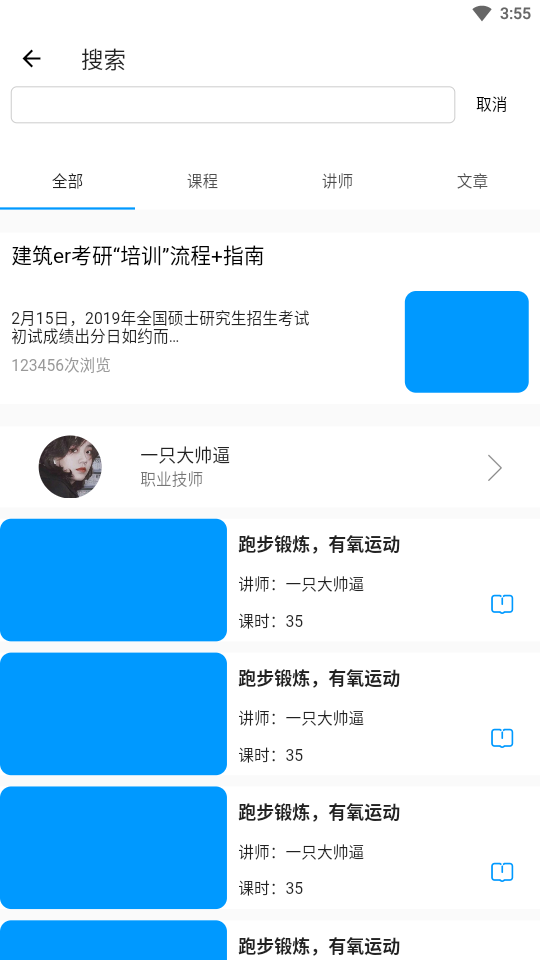 3:55
搜索
取消
全部
课程
讲师
文章
建筑er考研“培训”流程+指南
2月15日，2019年全国硕士研究生招生考试
初试成绩出分日如约而...
123456次浏览
一只大帅逼
职业技师
跑步锻炼，有氧运动
讲师：一只大帅逼
课时：35
跑步锻炼，有氧运动
讲师：一只大帅逼
课时：35
跑步锻炼，有氧运动
讲师：一只大帅逼
课时：35
跑步锻炼，有氧运动